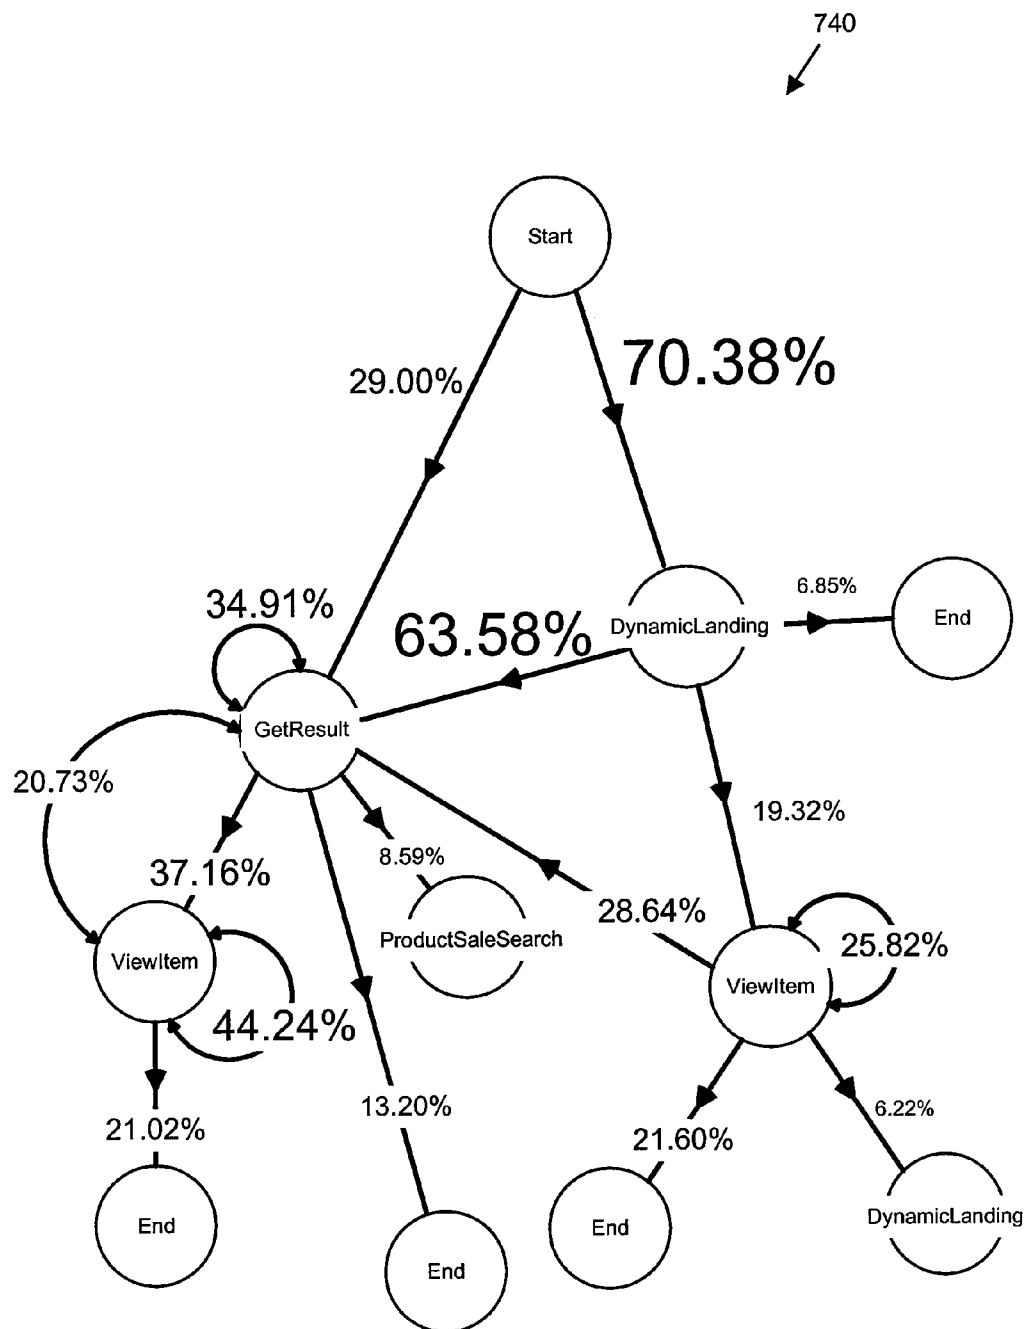 740
Start
70.38%
29.00%
6.85%
34.91%
63.58%
DynamicLanding
End
GetResult
20.73%
19.32%
8.59%
37.16%
28.64%
ProductSaleSearch
25.82%
ViewItem
ViewItem
44.24%
13.20%
6.22%
21.02%
21.60%
End
End
DynamicLanding
End